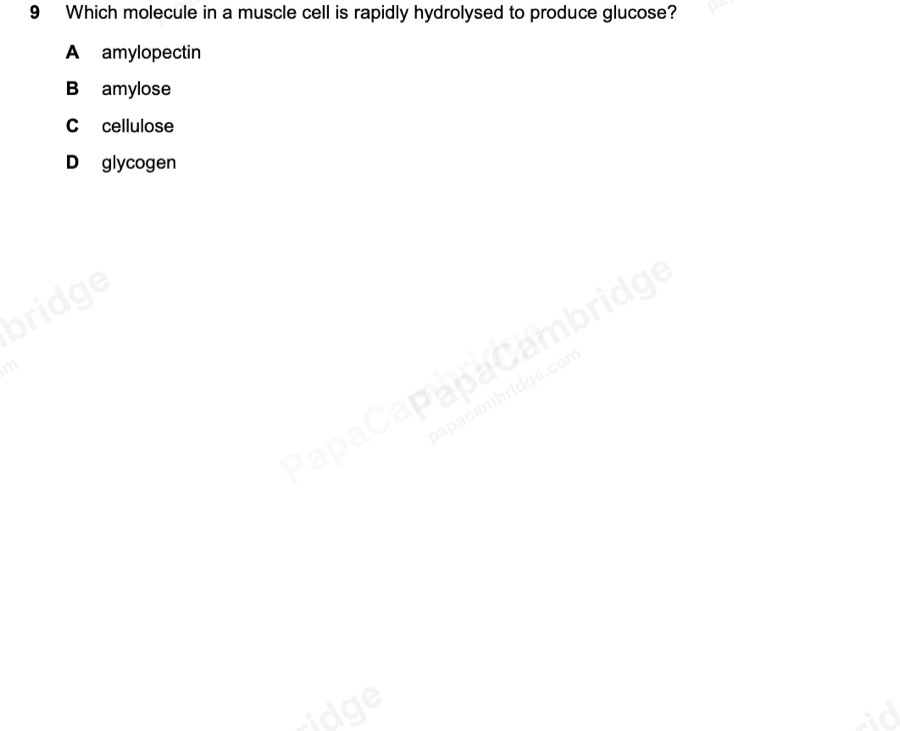 9 Which molecule in a muscle cell is rapidly hydrolysed to produce glucose?
A amylopectin
B amylose
C cellulose
D glycogen
bridge
PapaCambridge
PapaCambridge
papacambridge.com
idge